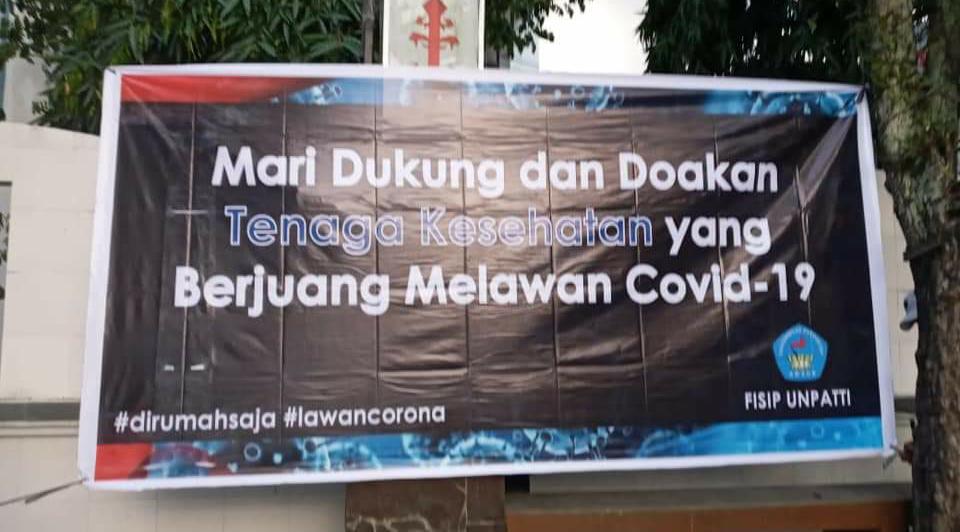 Mari Dukung dan Doakan
Tenaga Kesehatan yang
Berjuang Melawan Covid-19
FISIP UNPATTI
#dirumahsaja #lawancorona